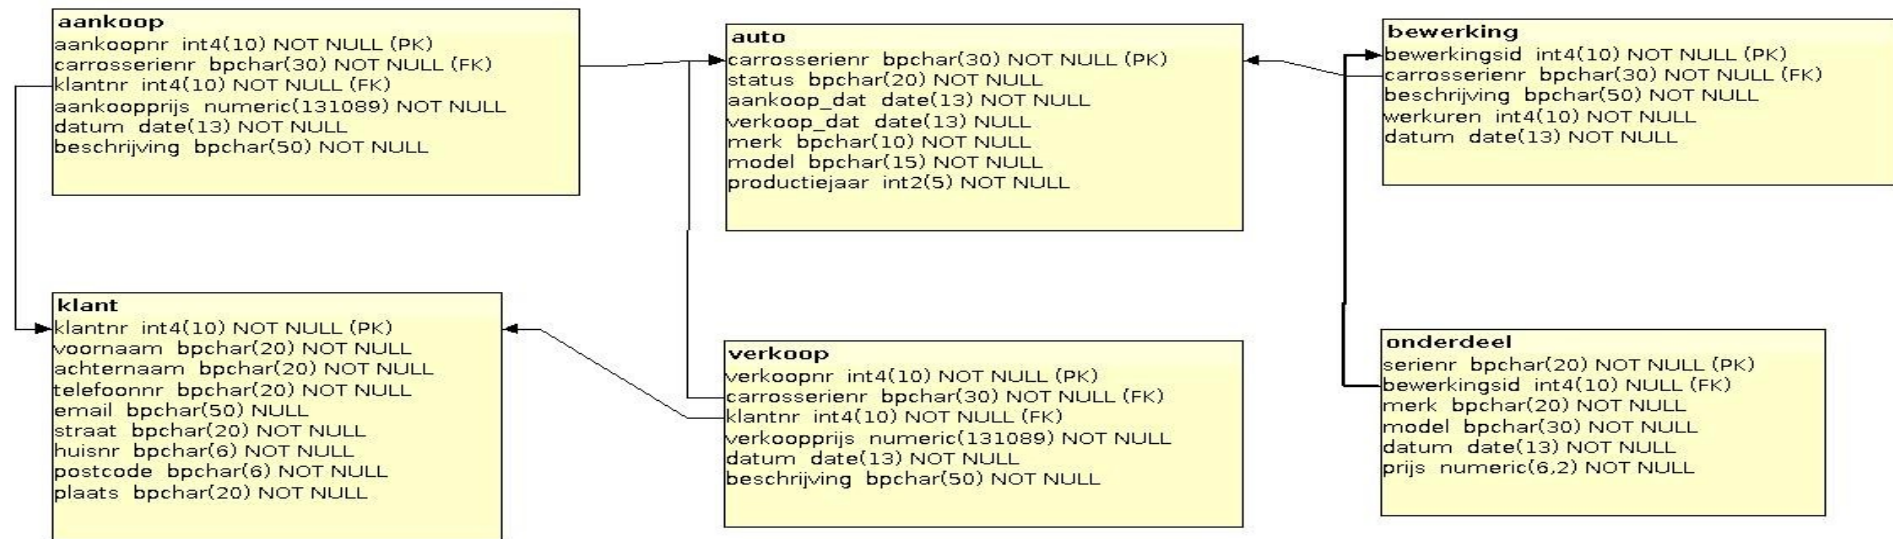 aankoop
aankoopnr int4(10) NOT NULL (PK)
carrosserienr bpchar(30) NOT NULL (FK)
klantnr int4(10) NOT NULL (FK)
aankoopprijs numeric(131089) NOT NULL
datum date(13) NOT NULL
beschrijving bpchar(50) NOT NULL
auto
carrosserienr bpchar(30) NOT NULL (PK)
status bpchar(20) NOT NULL
aankoop_dat date(13) NOT NULL
verkoop_dat date(13) NULL
merk bpchar(10) NOT NULL
model bpchar(15) NOT NULL
productiejaar int2(5) NOT NULL
bewerking
bewerkingsid int4(10) NOT NULL (PK)
carrosserienr bpchar(30) NOT NULL (FK)
beschrijving bpchar(50) NOT NULL
werkuren int4(10) NOT NULL
datum date(13) NOT NULL
klant
klantnr int4(10) NOT NULL (PK)
voornaam bpchar(20) NOT NULL
achternaam bpchar(20) NOT NULL
telefoonnr bpchar(20) NOT NULL
email bpchar(50) NULL
straat bpchar(20) NOT NULL
huisnr bpchar(6) NOT NULL
postcode bpchar(6) NOT NULL
plaats bpchar(20) NOT NULL
verkoop
verkoopnr int4(10) NOT NULL (PK)
carrosserienr bpchar(30) NOT NULL (FK)
klantnr int4(10) NOT NULL (FK)
verkoopprijs numeric(131089) NOT NULL
datum date(13) NOT NULL
beschrijving bpchar(50) NOT NULL
onderdeel
serienr bpchar(20) NOT NULL (PK)
bewerkingsid int4(10) NULL (FK)
merk bpchar(20) NOT NULL
model bpchar(30) NOT NULL
datum date(13) NOT NULL
prijs numeric(6,2) NOT NULL